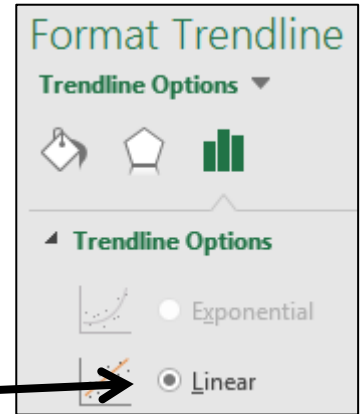 Format Trendline
Trendline Options
Trendline Options
Exponential
Linear